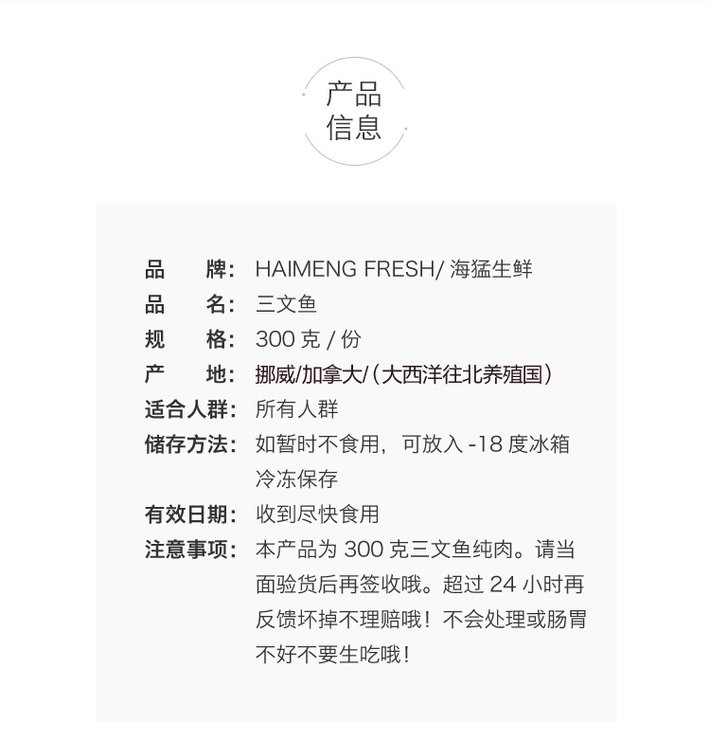 产品
信息
品 牌： HAIMENG FRESH/ 海猛生鲜
品 名： 三文鱼
规 格： 300 克 / 份
产 地： 挪威/加拿大/（大西洋往北养殖国）
适合人群： 所有人群
储存方法： 如暂时不食用，可放入 -18 度冰箱
冷冻保存
有效日期： 收到尽快食用
注意事项： 本产品为 300 克三文鱼纯肉。请当
面验货后再签收哦。超过 24 小时再
反馈坏掉不理赔哦！不会处理或肠胃
不好不要生吃哦！